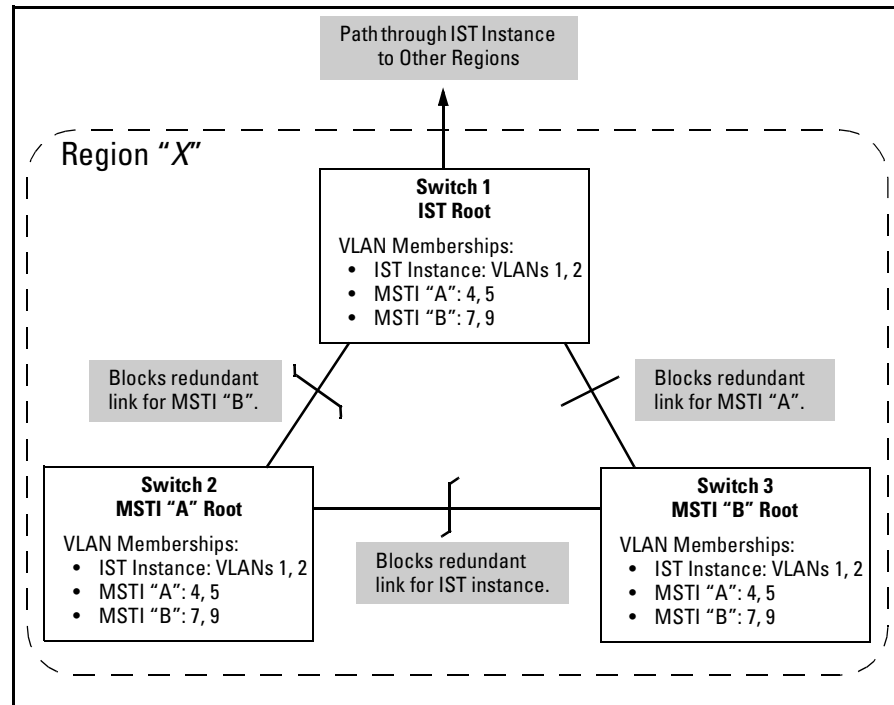 Path through IST Instance
to Other Regions
Region “X”
Switch 1
IST Root
VLAN Memberships:
• IST Instance: VLANs 1, 2
• MSTI “A”: 4, 5
• MSTI “B”: 7, 9
Blocks redundant
link for MSTI “B”.
Blocks redundant
link for MSTI “A”.
Switch 2
MSTI “A” Root
VLAN Memberships:
• IST Instance: VLANs 1, 2
• MSTI “A”: 4, 5
• MSTI “B”: 7, 9
Blocks redundant
link for IST instance.
Switch 3
MSTI “B” Root
VLAN Memberships:
• IST Instance: VLANs 1, 2
• MSTI “A”: 4, 5
• MSTI “B”: 7, 9